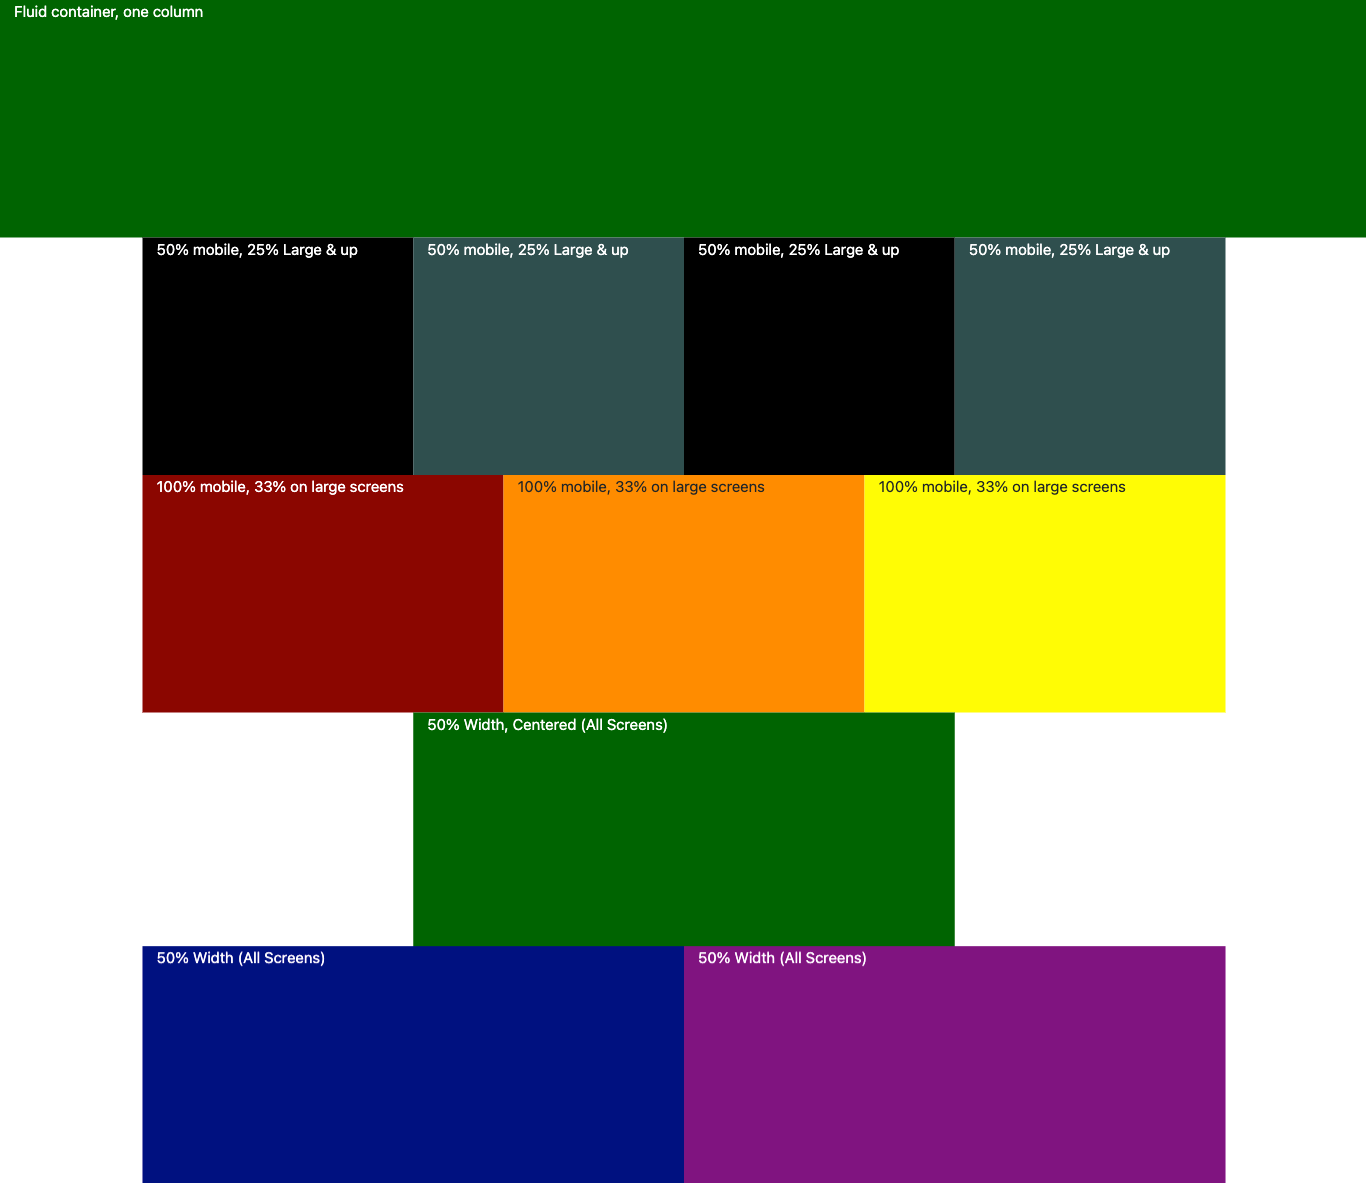 Fluid container, one column
50% mobile, 25% Large & up
50% mobile, 25% Large & up
50% mobile, 25% Large & up
50% mobile, 25% Large & up
100% mobile, 33% on large screens
100% mobile, 33% on large screens
100% mobile, 33% on large screens
50% Width, Centered (All Screens)
50% Width (All Screens)
50% Width (All Screens)